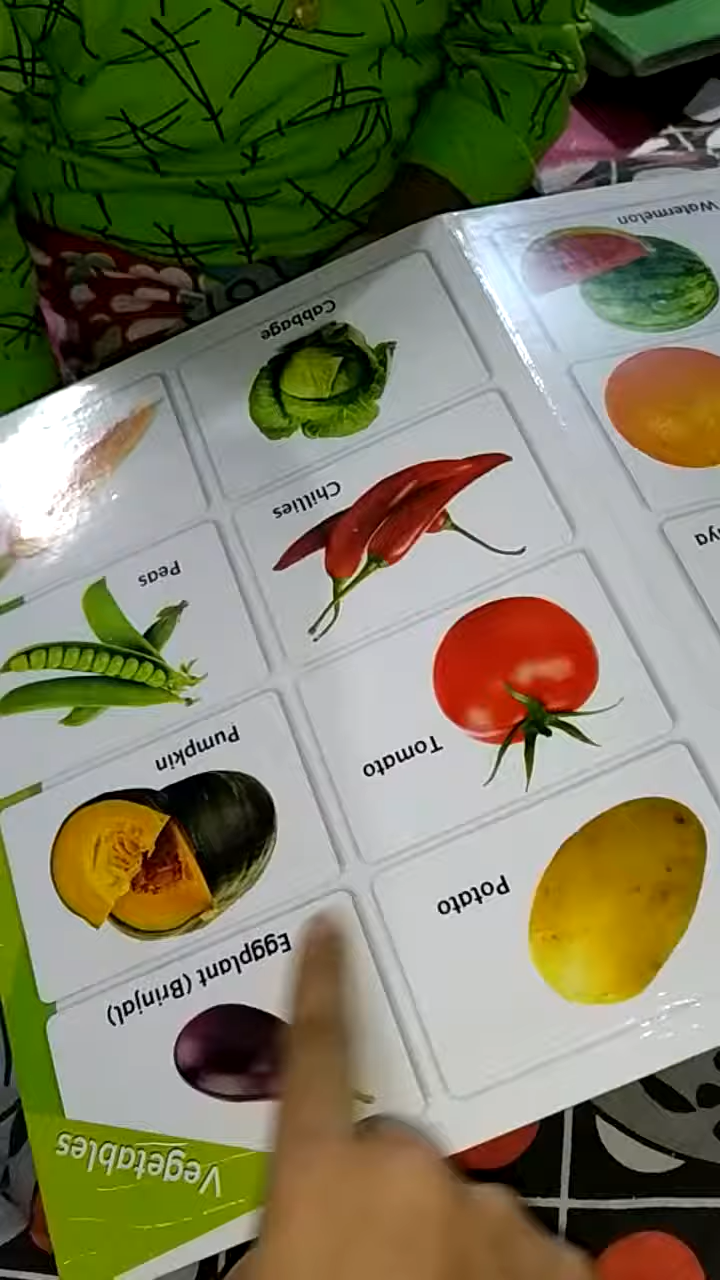 Vegetables
Eggplant (Brinjal)
Potato
Pumpkin
Tomato
Peas
Chillies
Cabbage
Watermelon